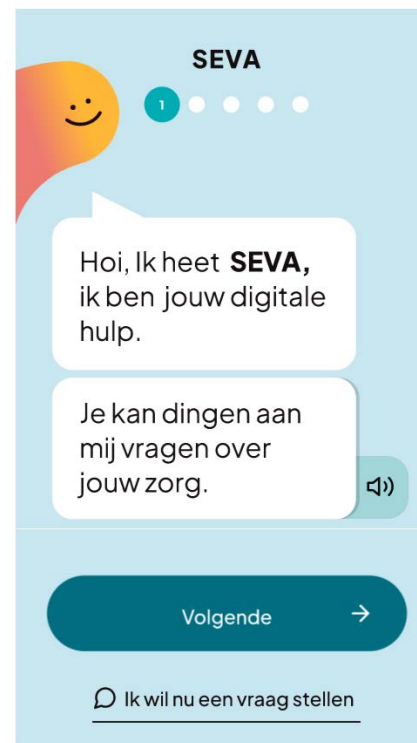 SEVA
1
Hoi, Ik heet SEVA,
ik ben jouw digitale
hulp.
Je kan dingen aan
mij vragen over
jouw zorg.
Volgende
Ik wil nu een vraag stellen